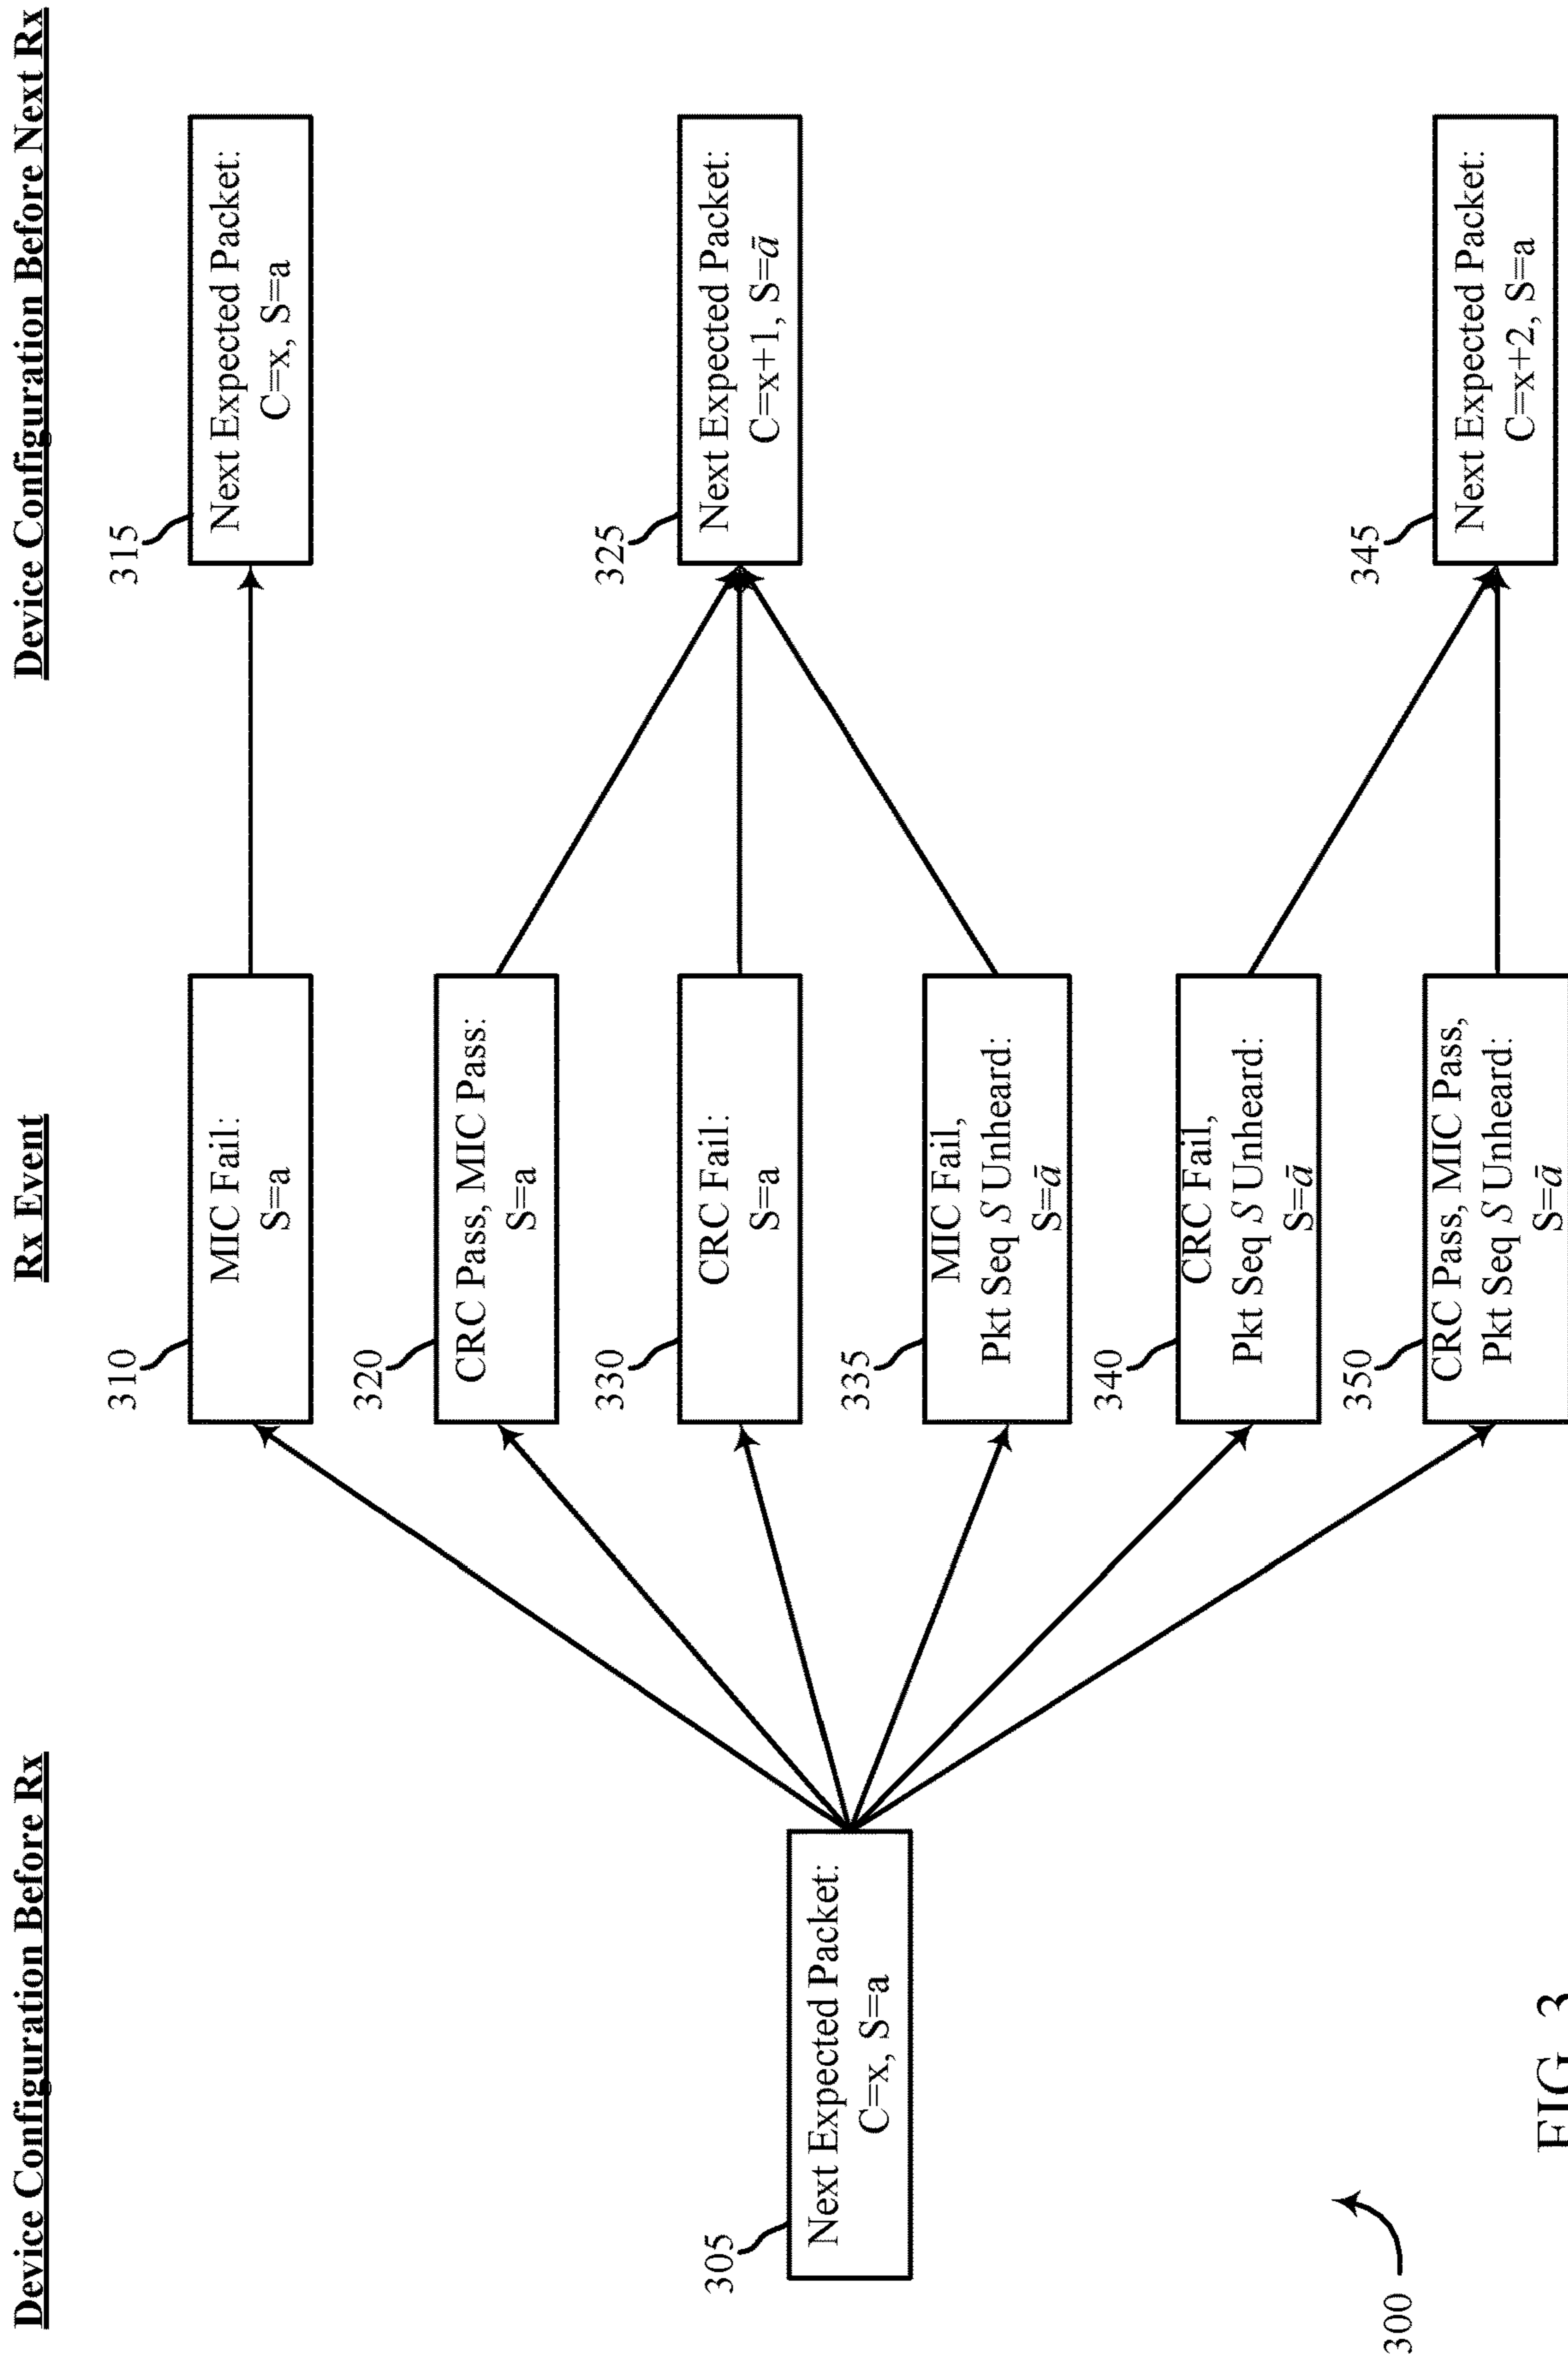 Device Configuration Before Rx
Rx Event
Device Configuration Before Next Rx
305
Next Expected Packet:
C=x, S=a
310
MIC Fail:
S=a
315
Next Expected Packet:
C=x, S=a
320
CRC Pass, MIC Pass:
S=a
325
Next Expected Packet:
C=x+1, S=ā
330
CRC Fail:
S=a
335
MIC Fail,
Pkt Seq S Unheard:
S=ā
340
CRC Fail,
Pkt Seq S Unheard:
S=ā
345
Next Expected Packet:
C=x+2, S=a
350
CRC Pass, MIC Pass,
Pkt Seq S Unheard:
S=ā
300
FIG. 3